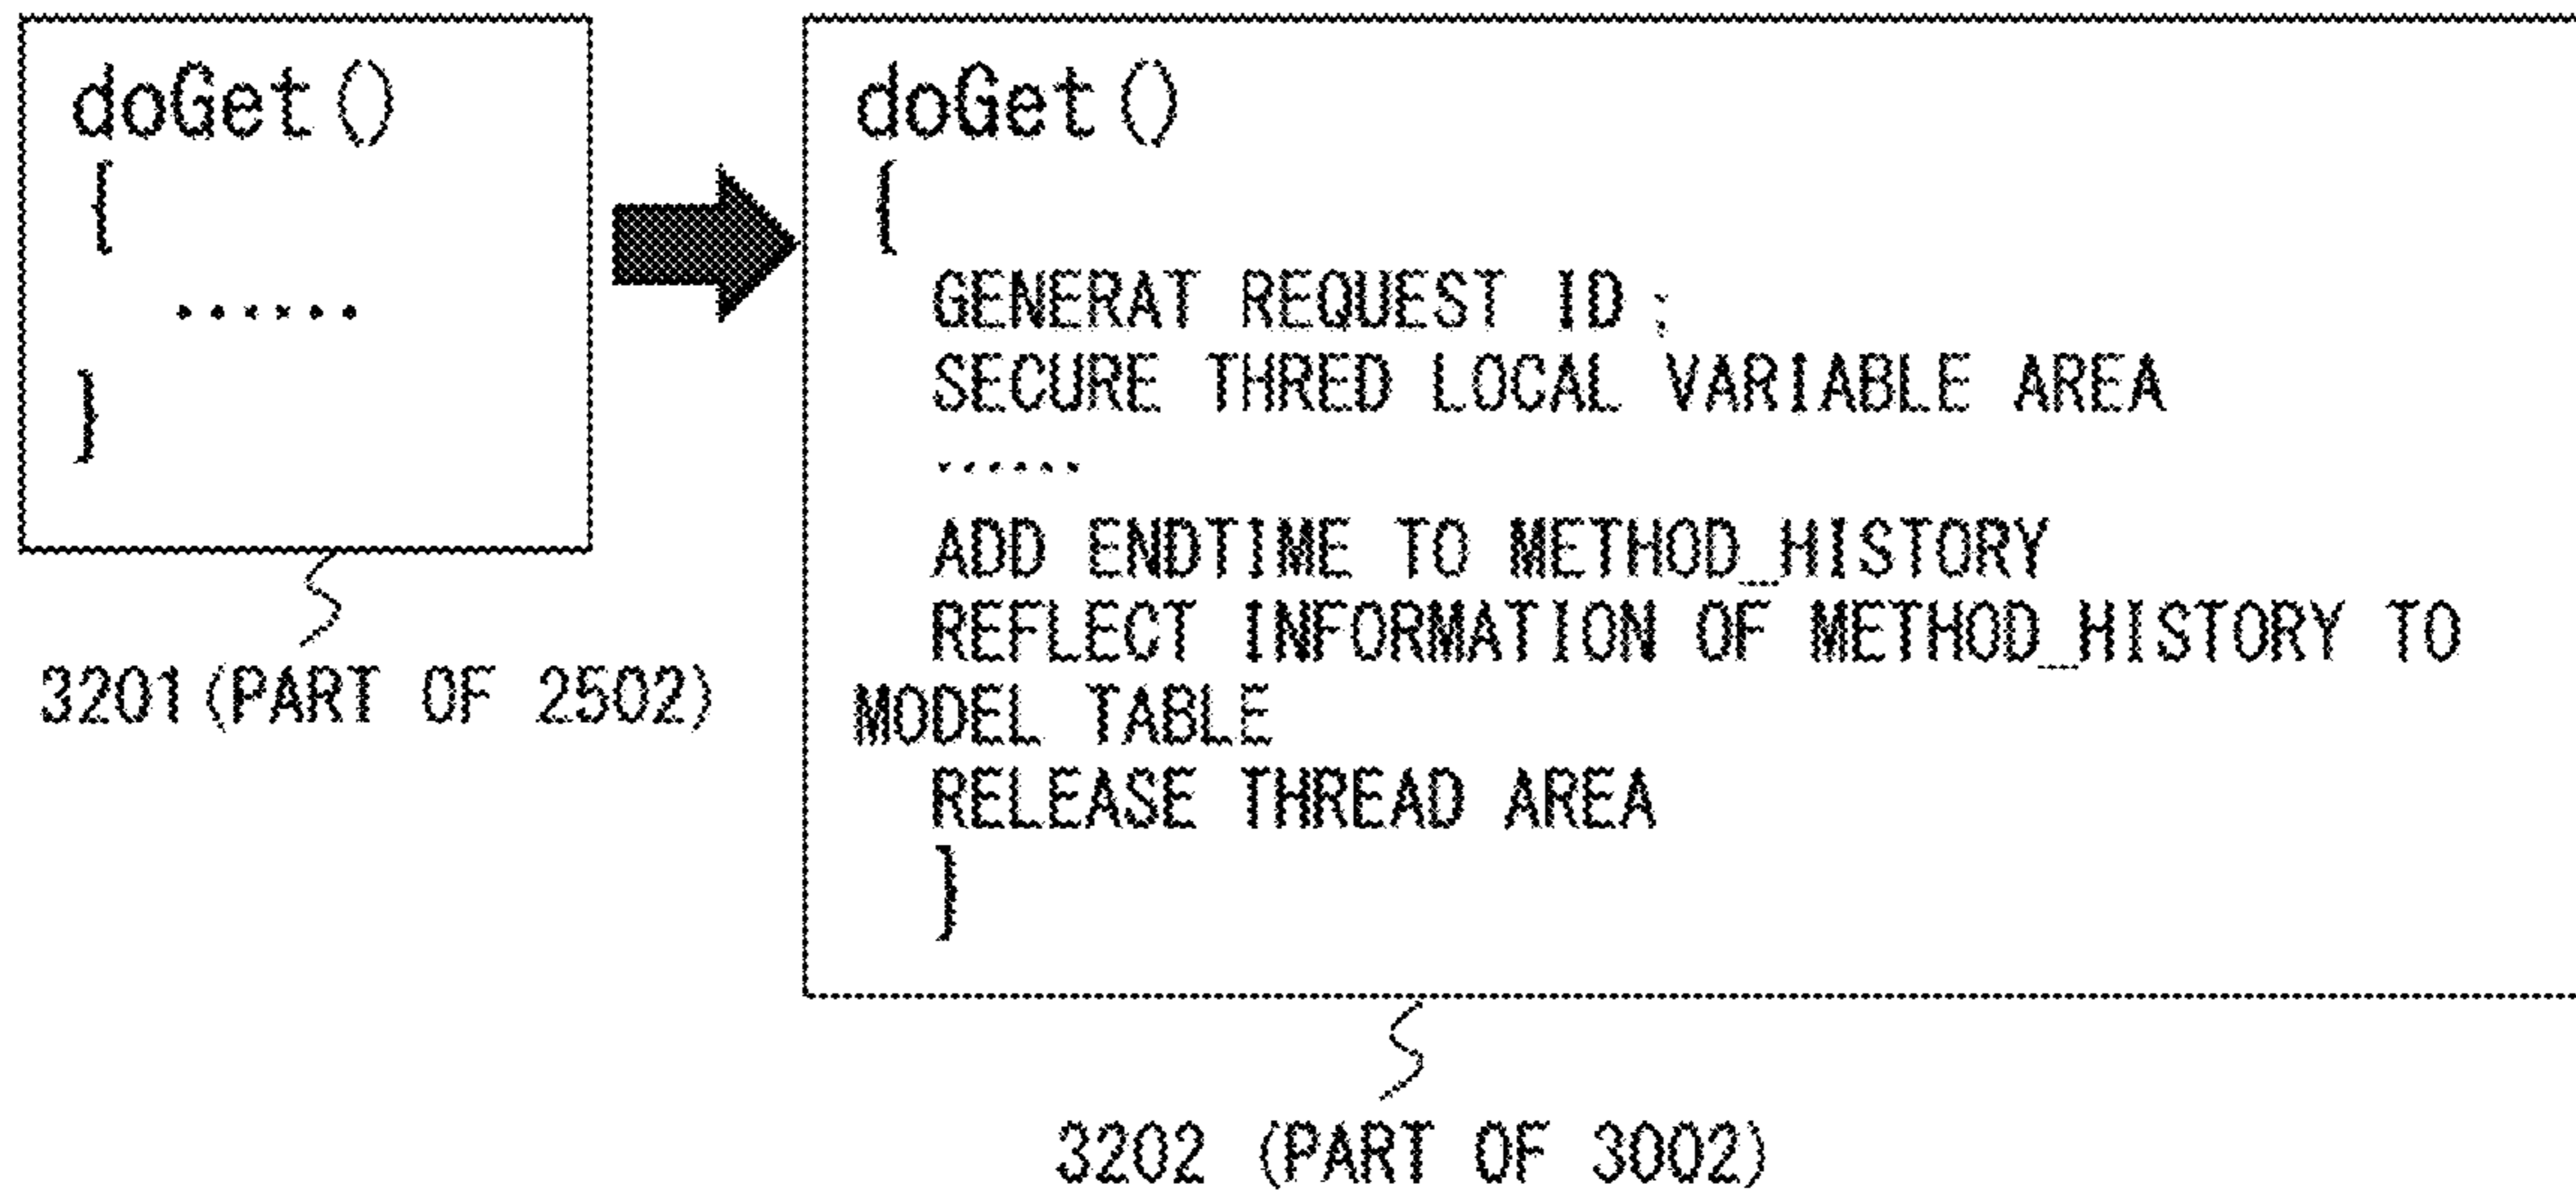 doGet()
{
......
}
3201(PART OF 2502)
doGet()
{
GENERAT REQUEST ID;
SECURE THRED LOCAL VARIABLE AREA
......
ADD ENDTIME TO METHOD_HISTORY
REFLECT INFORMATION OF METHOD_HISTORY TO
MODEL TABLE
RELEASE THREAD AREA
}
3202 (PART OF 3002)